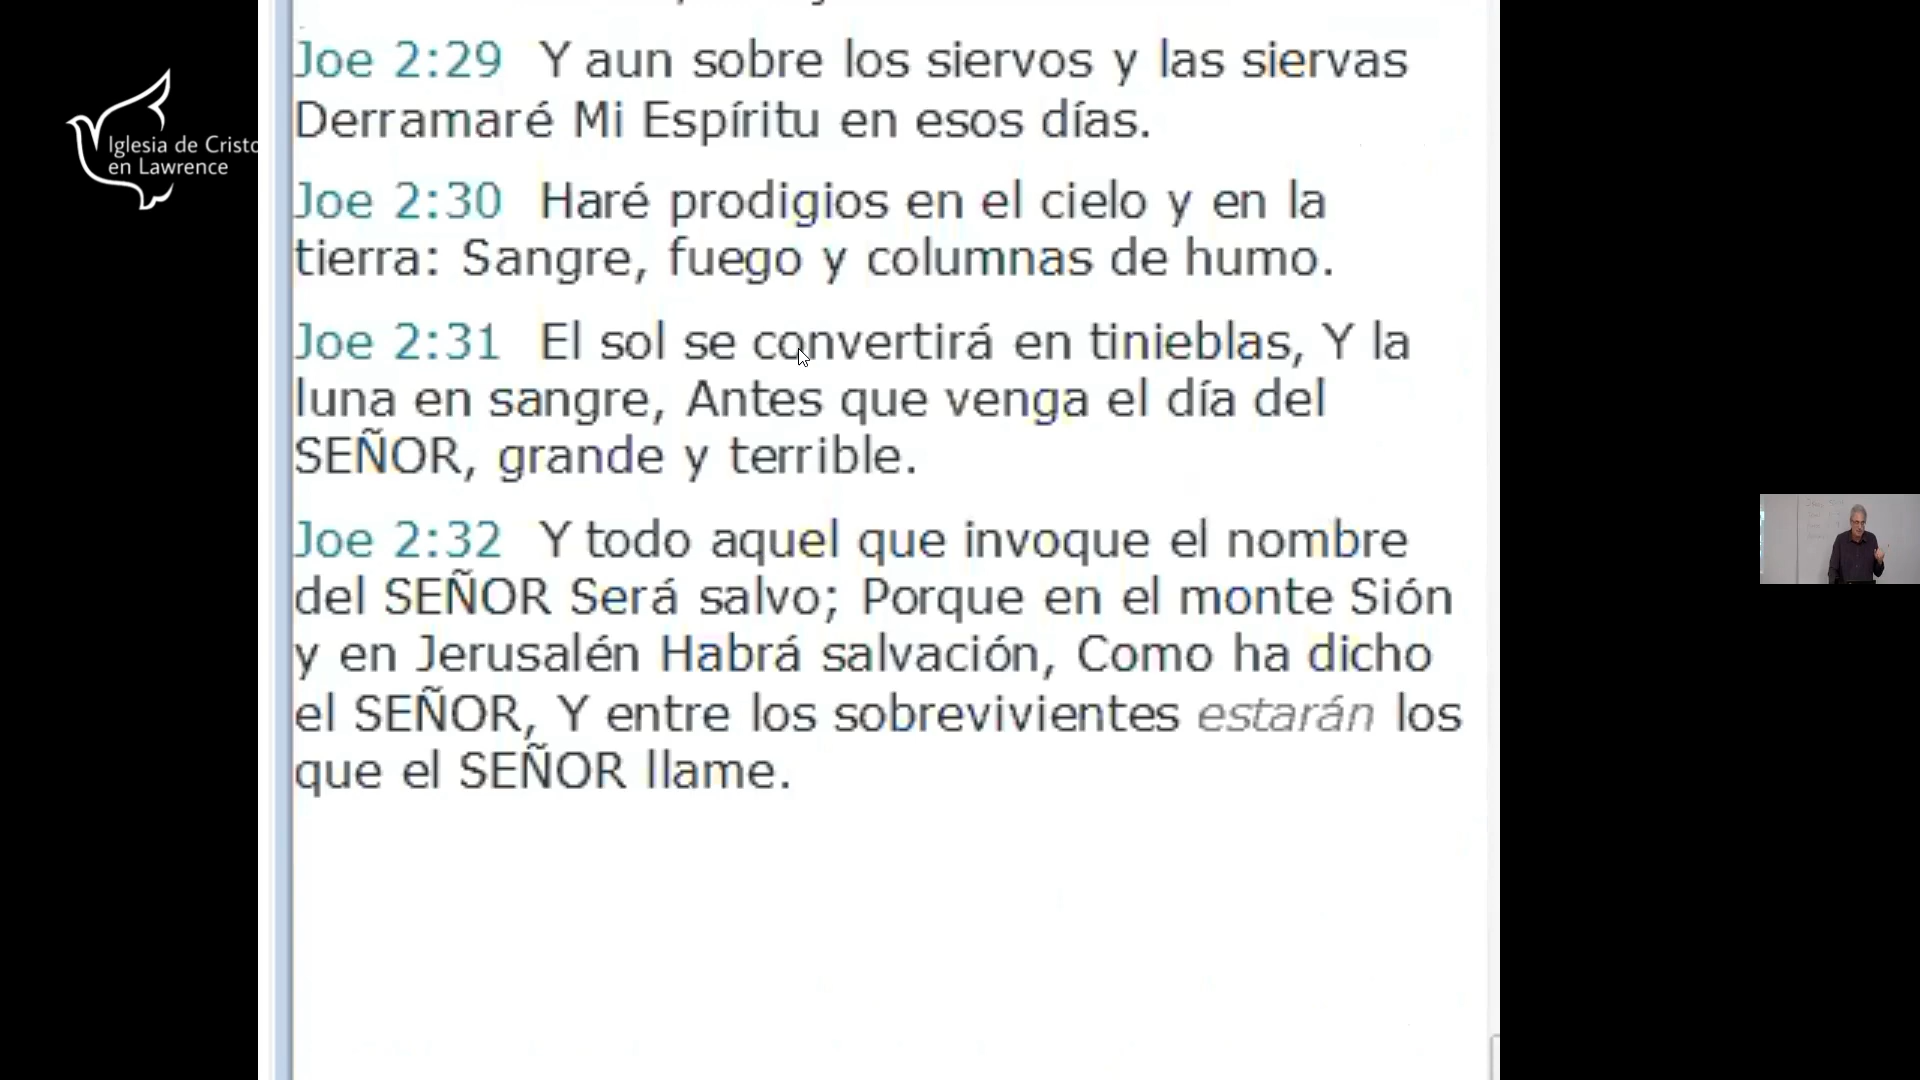 Iglesia de Cristo
en Lawrence
Joe 2:29 Y aun sobre los siervos y las siervas
Derramaré Mi Espíritu en esos días.
Joe 2:30 Haré prodigios en el cielo y en la
tierra: Sangre, fuego y columnas de humo.
Joe 2:31 El sol se convertirá en tinieblas, Y la
luna en sangre, Antes que venga el día del
SEÑOR, grande y terrible.
Joe 2:32 Y todo aquel que invoque el nombre
del SEÑOR Será salvo; Porque en el monte Sión
y en Jerusalén Habrá salvación, Como ha dicho
el SEÑOR, Y entre los sobrevivientes estarán los
que el SEÑOR llame.